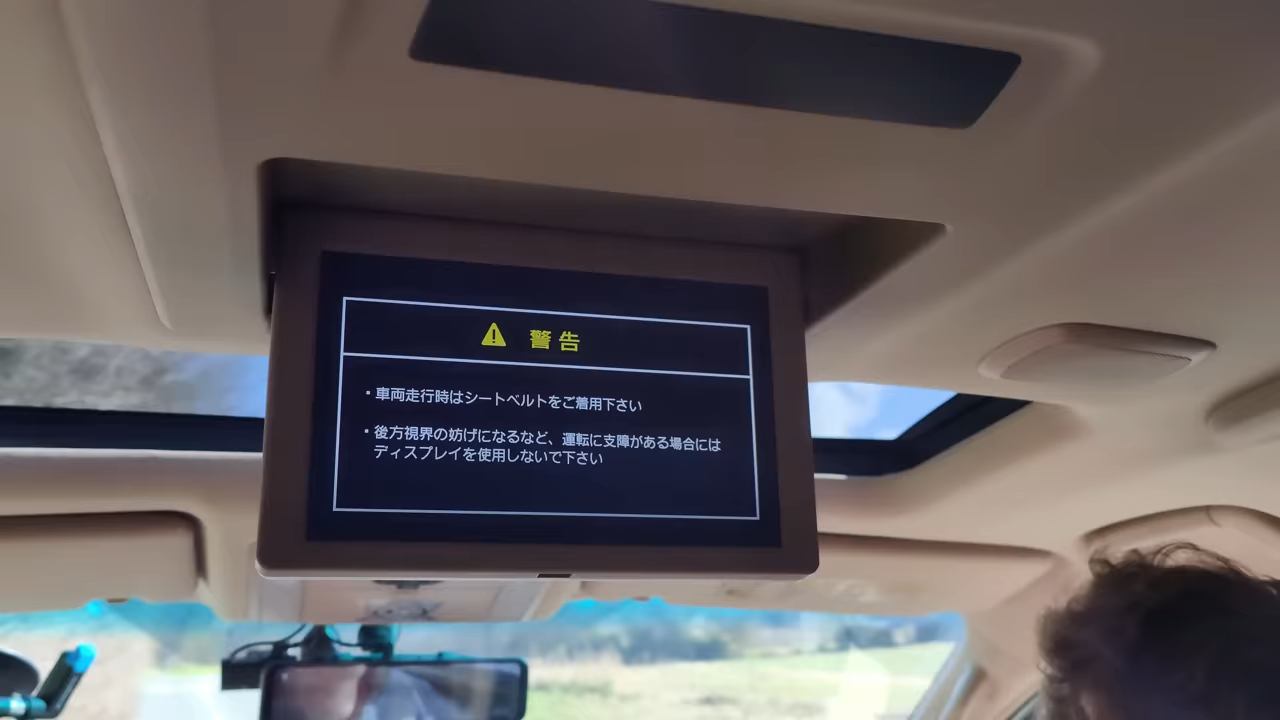 警告
・車両走行時はシートベルトをご着用下さい
・後方視界の妨げになるなど、運転に支障がある場合には
ディスプレイを使用しないで下さい